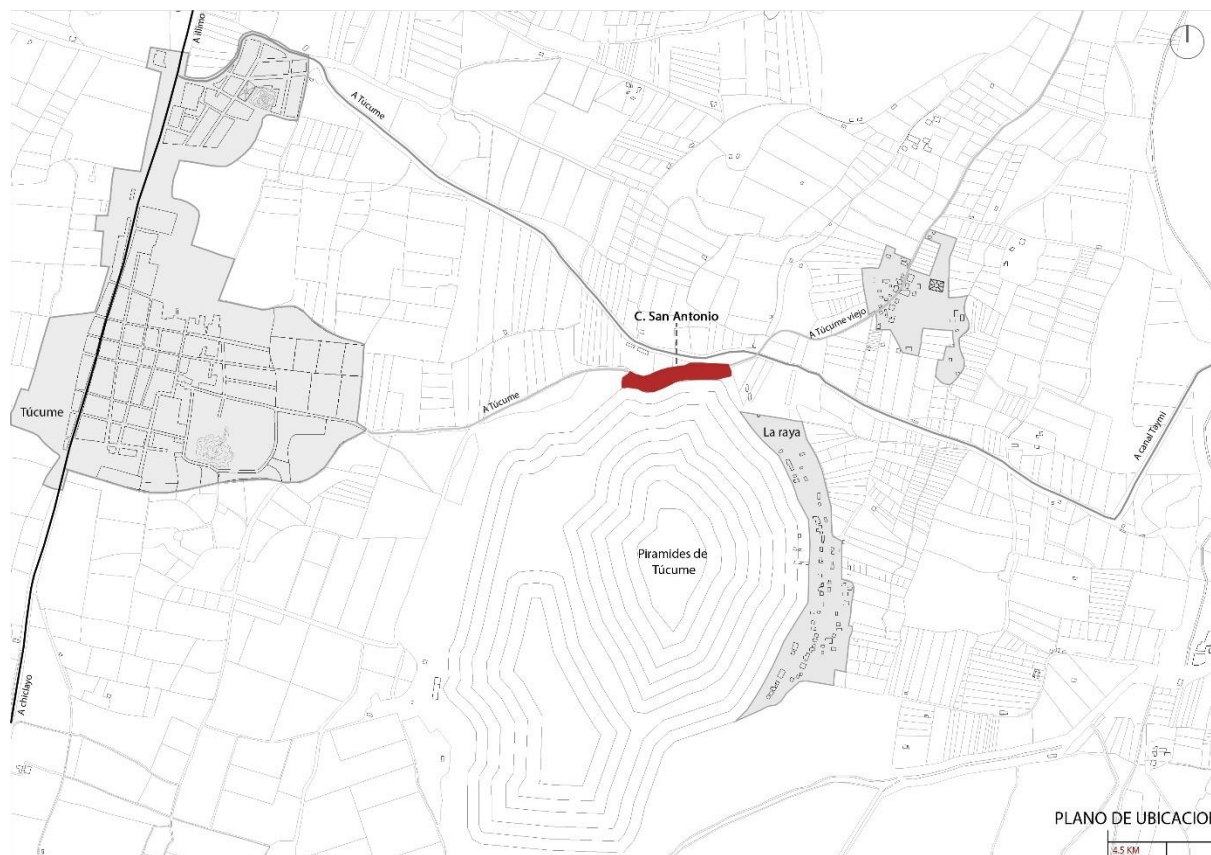 A illimo
A Túcume
C. San Antonio
A Túcume viejo
A Túcume
Túcume
La raya
A canal Taymi
Piramides de
Túcume
A chiclayo
PLANO DE UBICACION
4.5 KM